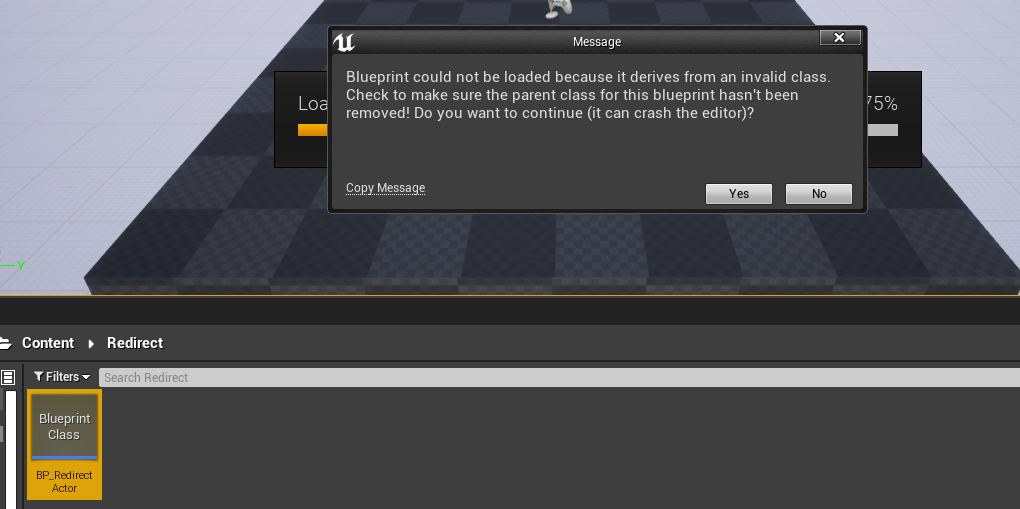 Message
Blueprint could not be loaded because it derives from an invalid class.
Check to make sure the parent class for this blueprint hasn't been
removed! Do you want to continue (it can crash the editor)?
Loa
75%
Copy Message
Yes
No
Y
Content
Redirect
Filters
Search Redirect
Blueprint
Class
BP_Redirect
Actor